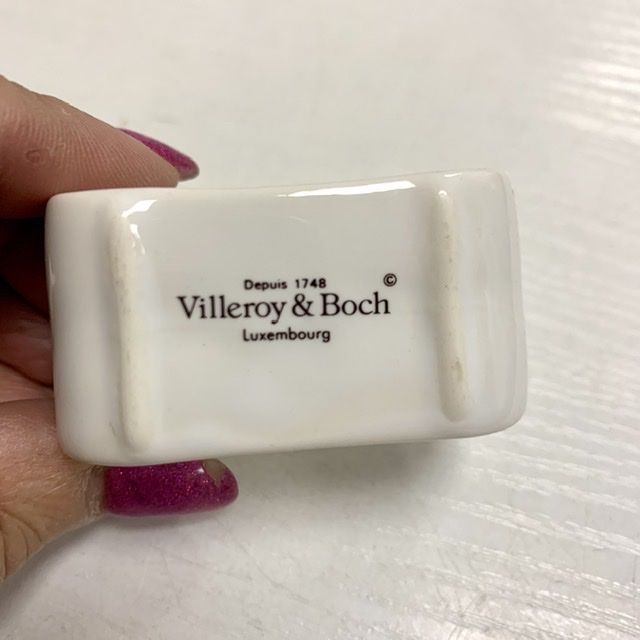 Depuis 1748
Villeroy & Boch ©
Luxembourg